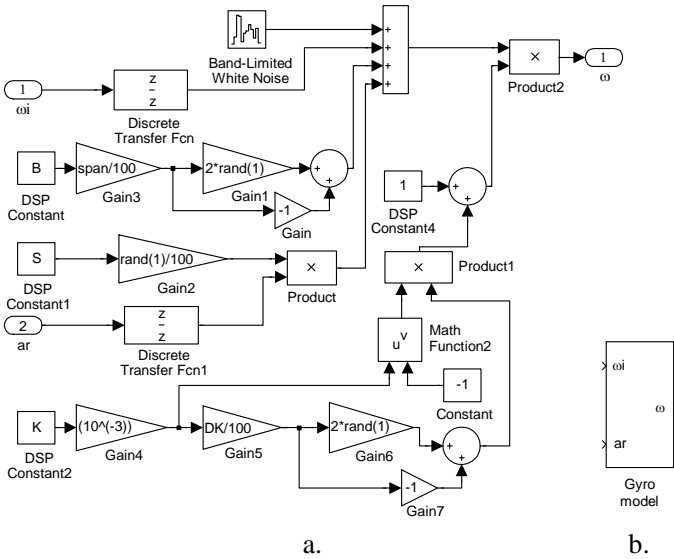 +
+
+
+
Band-Limited
White Noise
×
Product2
1
ω
1
ωi
z
z
Discrete
Transfer Fcn
B
DSP
Constant
span/100
Gain3
2*rand(1)
Gain1
+
+
-1
Gain
1
DSP
Constant4
+
+
S
DSP
Constant1
rand(1)/100
Gain2
×
Product
×
Product1
2
ar
z
z
Discrete
Transfer Fcn1
u^v
Math
Function2
-1
Constant
K
DSP
Constant2
(10^(-3))
Gain4
DK/100
Gain5
2*rand(1)
Gain6
+
+
-1
Gain7
ωi
ω
ar
Gyro
model
a.
b.